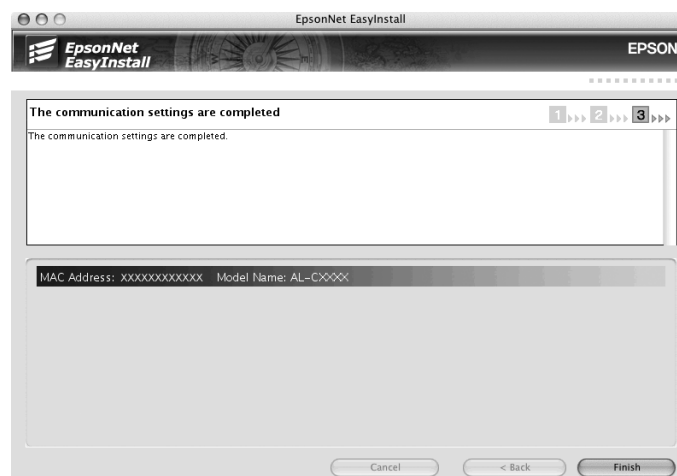 EpsonNet EasyInstall
EpsonNet
EasyInstall
EPSON
The communication settings are completed
1 2 3
The communication settings are completed.
MAC Address: XXXXXXXXXXXX Model Name: AL-CXXXX
Cancel
< Back
Finish